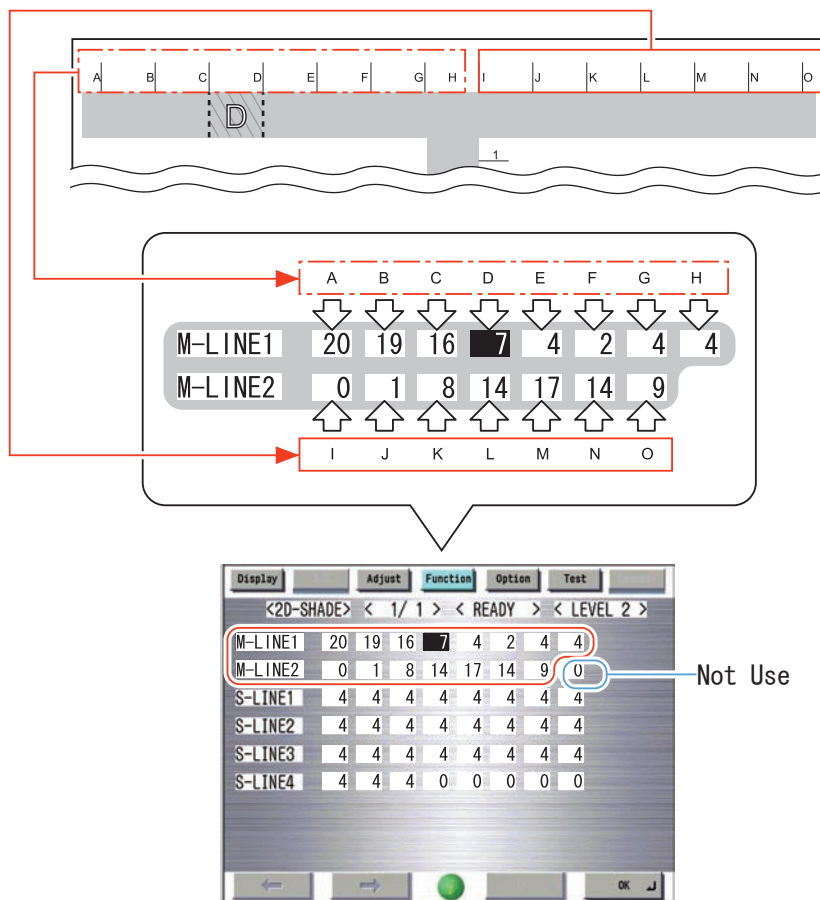 A B C D E F G H I J K L M N O
D
1
A B C D E F G H
M-LINE1 20 19 16 7 4 2 4 4
M-LINE2 0 1 8 14 17 14 9
I J K L M N O
Display Adjust Function Option Test
<2D-SHADE> < 1/ 1 > < READY > < LEVEL 2 >
M-LINE1 20 19 16 7 4 2 4 4
M-LINE2 0 1 8 14 17 14 9 0
Not Use
S-LINE1 4 4 4 4 4 4 4 4
S-LINE2 4 4 4 4 4 4 4 4
S-LINE3 4 4 4 4 4 4 4 4
S-LINE4 4 4 4 0 0 0 0 0
OK